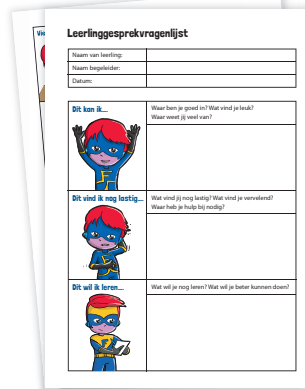 Leerlinggesprekvragenlijst
Naam van leerling:
Naam begeleider:
Datum:
Dit kan ik...
Waar ben je goed in? Wat vind je leuk?
Waar weet jij veel van?
Dit vind ik nog lastig...
Wat vind jij nog lastig? Wat vind je vervelend?
Waar heb je hulp bij nodig?
Dit wil ik leren...
Wat wil je nog leren? Wat wil je beter kunnen doen?